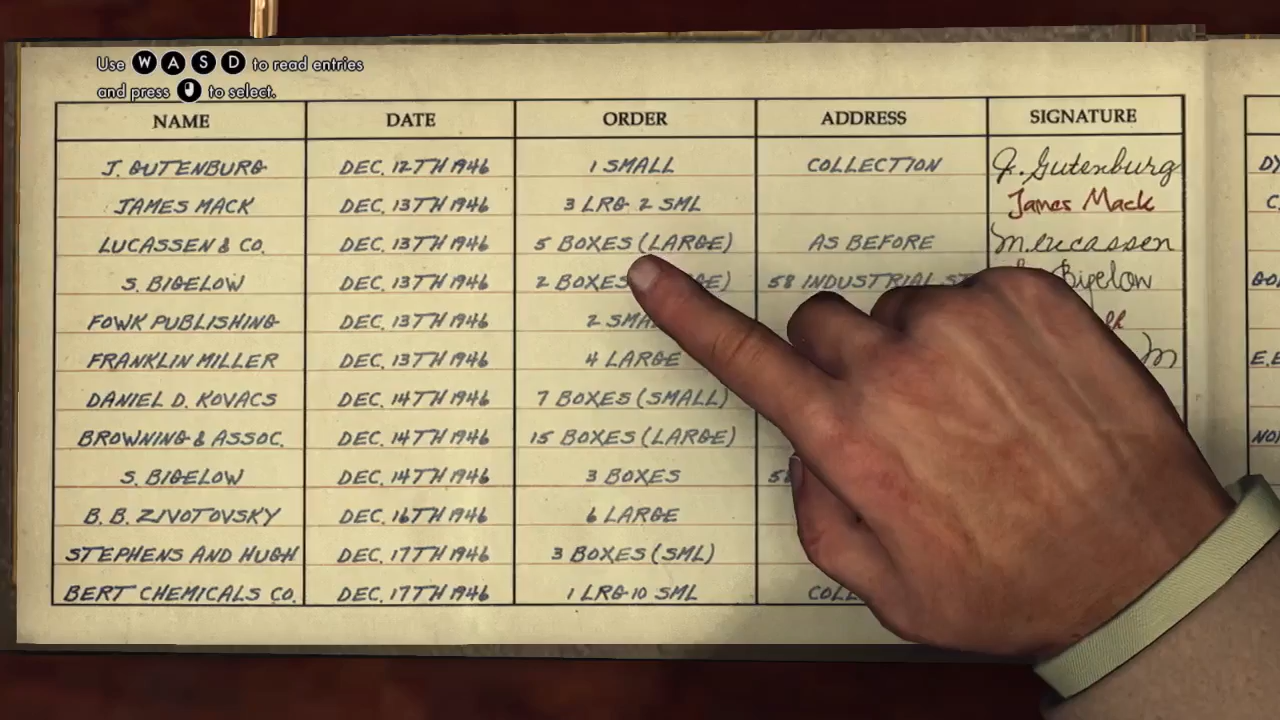 Use W A S D to read entries
and press to select.
NAME DATE ORDER ADDRESS SIGNATURE
J. GUTENBURG DEC. 12TH 1946 1 SMALL COLLECTION J. Gutenburg
JAMES MACK DEC. 13TH 1946 3 LRG 2 SML James Mack
LUCASSEN & CO. DEC. 13TH 1946 5 BOXES (LARGE) AS BEFORE
S. BIGELOW DEC. 13TH 1946 2 BOXES 58 INDUSTRIAL Bigelow
FOWK PUBLISHING DEC. 13TH 1946 2
FRANKLIN MILLER DEC. 13TH 1946 4 LARGE
DANIEL D. KOVACS DEC. 14TH 1946 7 BOXES (SMALL)
BROWNING & ASSOC. DEC. 14TH 1946 15 BOXES (LARGE)
S. BIGELOW DEC. 14TH 1946 3 BOXES
B. B. ZIVOTOVSKY DEC. 16TH 1946 6 LARGE
STEPHENS AND HUGH DEC. 17TH 1946 3 BOXES (SML)
BERT CHEMICALS CO. DEC. 17TH 1946 1 LRG 10 SML